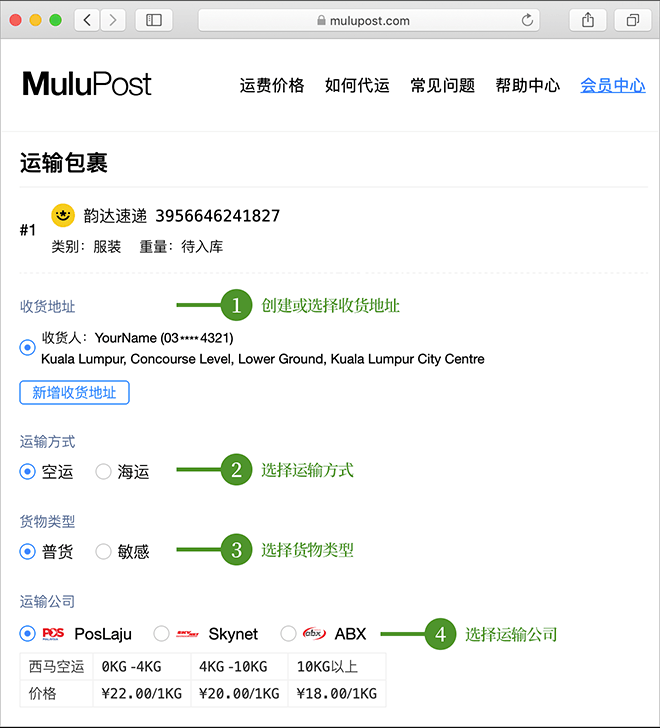 mulupost.com
MuluPost 运费价格 如何代运 常见问题 帮助中心 会员中心
运输包裹
#1 韵达速递 3956646241827
类别：服装 重量：待入库
收货地址 1 创建或选择收货地址
收货人：YourName (03****4321)
Kuala Lumpur, Concourse Level, Lower Ground, Kuala Lumpur City Centre
新增收货地址
运输方式
空运 海运 2 选择运输方式
货物类型
普货 敏感 3 选择货物类型
运输公司
POS MALAYSIA PosLaju SKYNET Skynet abx ABX 4 选择运输公司
西马空运 0KG -4KG 4KG -10KG 10KG以上
价格 ¥22.00/1KG ¥20.00/1KG ¥18.00/1KG